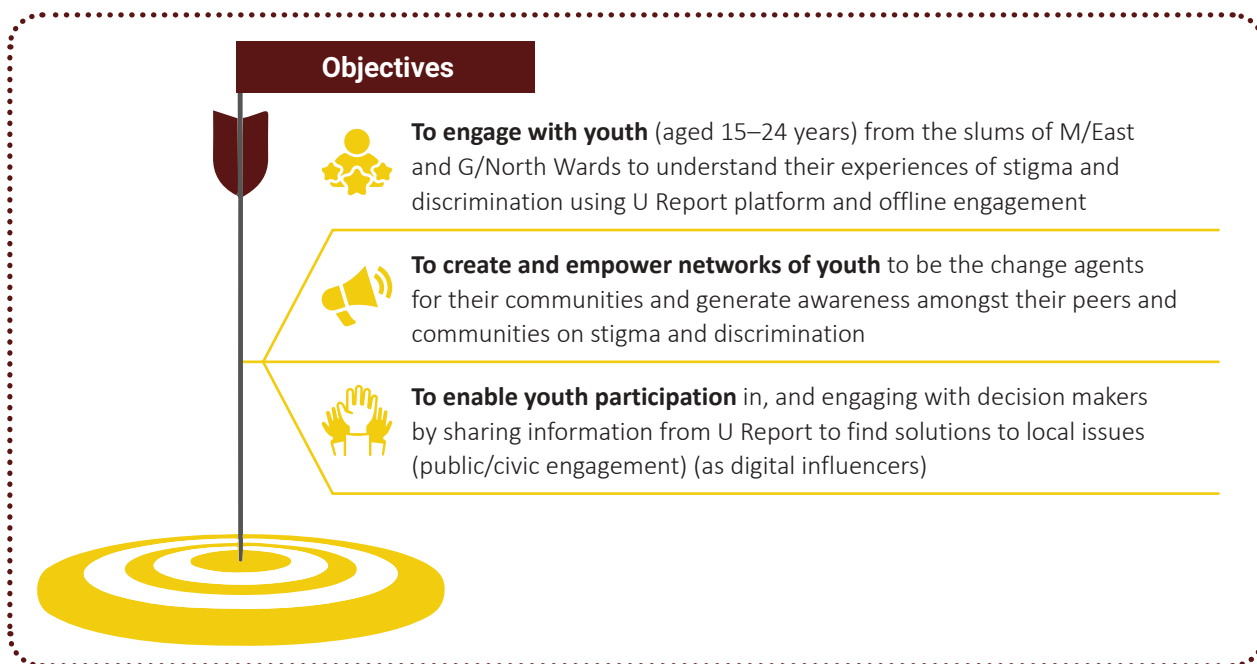 Objectives
To engage with youth (aged 15–24 years) from the slums of M/East
and G/North Wards to understand their experiences of stigma and
discrimination using U Report platform and offline engagement
To create and empower networks of youth to be the change agents
for their communities and generate awareness amongst their peers and
communities on stigma and discrimination
To enable youth participation in, and engaging with decision makers
by sharing information from U Report to find solutions to local issues
(public/civic engagement) (as digital influencers)